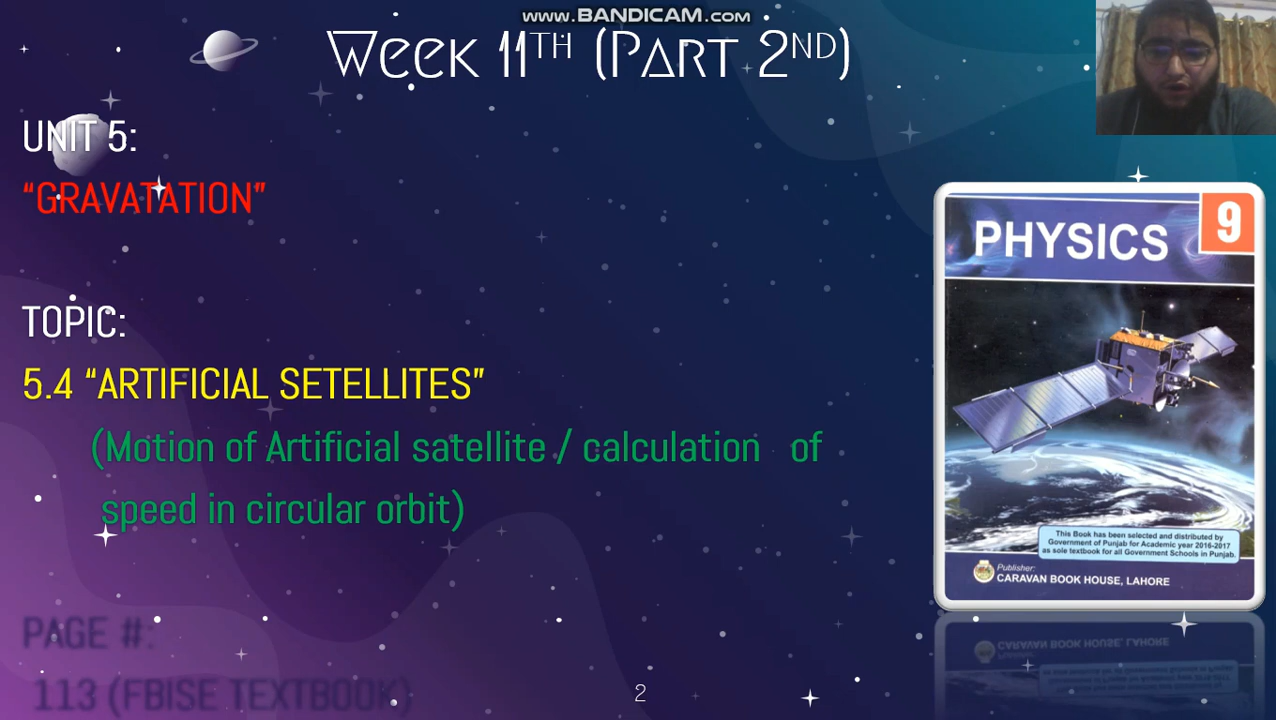 www.BANDICAM.com
WEEK 11TH (PART 2ND)
UNIT 5:
“GRAVATATION”
TOPIC:
5.4 “ARTIFICIAL SETELLITES”
(Motion of Artificial satellite / calculation of
speed in circular orbit)
PAGE #:
113 (FBISE TEXTBOOK)
2
PHYSICS
9
This Book has been selected and distributed by
Government of Punjab for Academic year 2016-2017
as sole textbook for all Government Schools in Punjab.
Publisher:
CARAVAN BOOK HOUSE, LAHORE